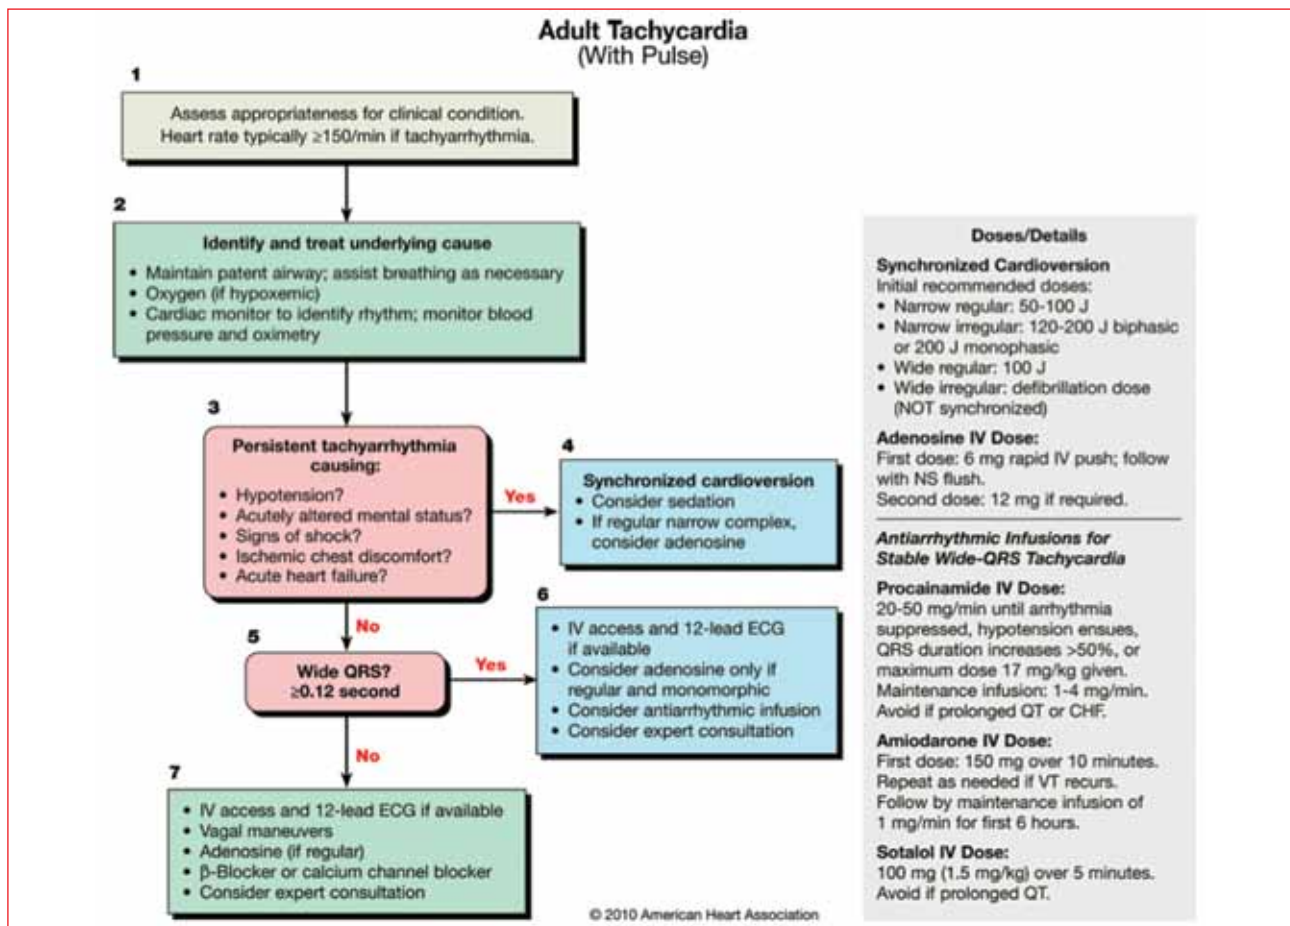 Adult Tachycardia
(With Pulse)
1
Assess appropriateness for clinical condition.
Heart rate typically ≥150/min if tachyarrhythmia.
2
Identify and treat underlying cause
• Maintain patent airway; assist breathing as necessary
• Oxygen (if hypoxemic)
• Cardiac monitor to identify rhythm; monitor blood
pressure and oximetry
3
Persistent tachyarrhythmia
causing:
• Hypotension?
• Acutely altered mental status?
• Signs of shock?
• Ischemic chest discomfort?
• Acute heart failure?
Yes
4
Synchronized cardioversion
• Consider sedation
• If regular narrow complex,
consider adenosine
No
5
Wide QRS?
≥0.12 second
Yes
6
• IV access and 12-lead ECG
if available
• Consider adenosine only if
regular and monomorphic
• Consider antiarrhythmic infusion
• Consider expert consultation
No
7
• IV access and 12-lead ECG if available
• Vagal maneuvers
• Adenosine (if regular)
• β-Blocker or calcium channel blocker
• Consider expert consultation
Doses/Details
Synchronized Cardioversion
Initial recommended doses:
• Narrow regular: 50-100 J
• Narrow irregular: 120-200 J biphasic
or 200 J monophasic
• Wide regular: 100 J
• Wide irregular: defibrillation dose
(NOT synchronized)
Adenosine IV Dose:
First dose: 6 mg rapid IV push; follow
with NS flush.
Second dose: 12 mg if required.
Antiarrhythmic Infusions for
Stable Wide-QRS Tachycardia
Procainamide IV Dose:
20-50 mg/min until arrhythmia
suppressed, hypotension ensues,
QRS duration increases >50%, or
maximum dose 17 mg/kg given.
Maintenance infusion: 1-4 mg/min.
Avoid if prolonged QT or CHF.
Amiodarone IV Dose:
First dose: 150 mg over 10 minutes.
Repeat as needed if VT recurs.
Follow by maintenance infusion of
1 mg/min for first 6 hours.
Sotalol IV Dose:
100 mg (1.5 mg/kg) over 5 minutes.
Avoid if prolonged QT.
© 2010 American Heart Association